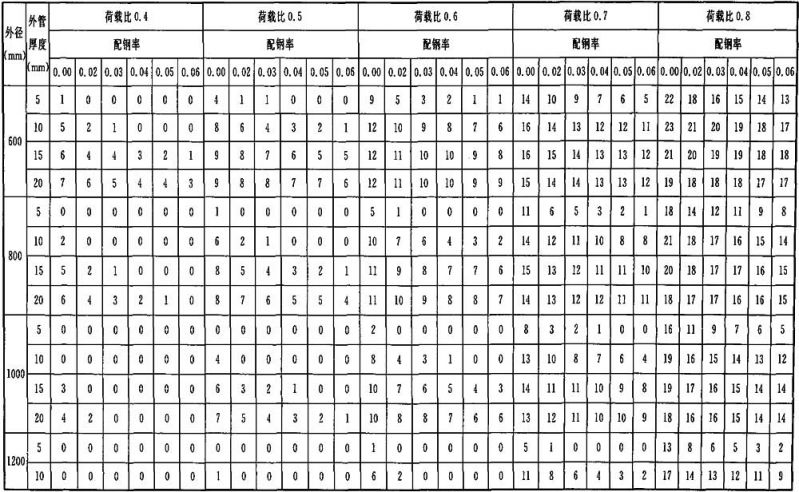 外径 (mm) 外管厚度 (mm) 荷载比0.4 荷载比0.5 荷载比0.6 荷载比0.7 荷载比0.8
配钢率 配钢率 配钢率 配钢率 配钢率
0.00 0.02 0.03 0.04 0.05 0.06 0.00 0.02 0.03 0.04 0.05 0.06 0.00 0.02 0.03 0.04 0.05 0.06 0.00 0.02 0.03 0.04 0.05 0.06 0.00 0.02 0.03 0.04 0.05 0.06
600
5 1 0 0 0 0 0 4 1 1 0 0 0 9 5 3 2 1 1 14 10 9 7 6 5 22 18 16 15 14 13
10 5 2 1 0 0 0 8 6 4 3 2 1 12 10 9 8 7 6 16 14 13 12 12 11 23 21 20 19 18 17
15 6 4 4 3 2 1 9 8 7 6 5 5 12 11 10 10 9 8 16 15 14 13 13 12 21 20 19 19 18 18
20 7 6 5 4 4 3 9 8 8 7 7 6 12 11 10 10 9 9 15 14 14 13 13 12 19 18 18 18 17 17
800
5 0 0 0 0 0 0 1 0 0 0 0 0 5 1 0 0 0 0 11 6 5 3 2 1 18 14 12 11 9 8
10 2 0 0 0 0 0 6 2 1 0 0 0 10 7 6 4 3 2 14 12 11 10 8 8 21 18 17 16 15 14
15 5 2 1 0 0 0 8 5 4 3 2 1 11 9 8 7 7 6 15 13 12 11 11 10 20 18 17 17 16 15
20 6 4 3 2 1 0 8 7 6 5 5 4 11 10 9 8 8 7 14 13 12 12 11 11 18 17 17 16 16 15
1000
5 0 0 0 0 0 0 0 0 0 0 0 0 2 0 0 0 0 0 8 3 2 1 0 0 16 11 9 7 6 5
10 0 0 0 0 0 0 4 0 0 0 0 0 8 4 3 1 0 0 13 10 8 7 6 4 19 16 15 14 13 12
15 3 0 0 0 0 0 6 3 2 1 0 0 10 7 6 5 4 3 14 11 11 10 9 8 19 17 16 15 14 14
20 4 2 0 0 0 0 7 5 4 3 2 1 10 8 8 7 6 6 13 12 11 10 10 9 18 16 16 15 14 14
1200
5 0 0 0 0 0 0 0 0 0 0 0 0 1 0 0 0 0 0 5 1 0 0 0 0 13 8 6 5 3 2
10 0 0 0 0 0 0 1 0 0 0 0 0 6 2 0 0 0 0 11 8 6 4 3 2 17 14 13 12 11 9